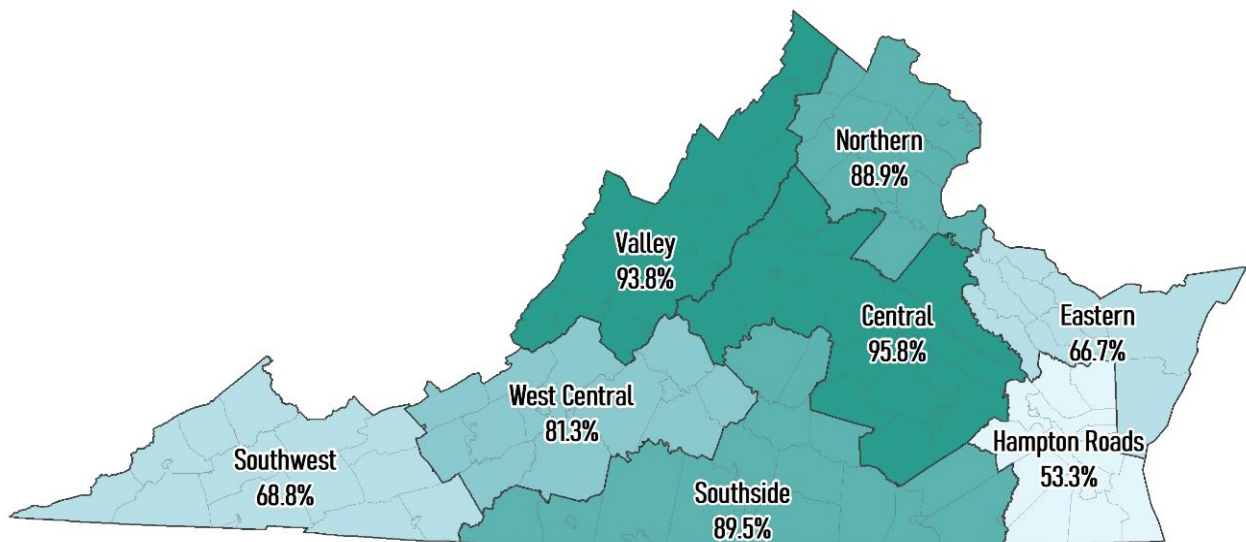 Northern
88.9%
Valley
93.8%
Central
95.8%
Eastern
66.7%
West Central
81.3%
Southwest
68.8%
Hampton Roads
53.3%
Southside
89.5%